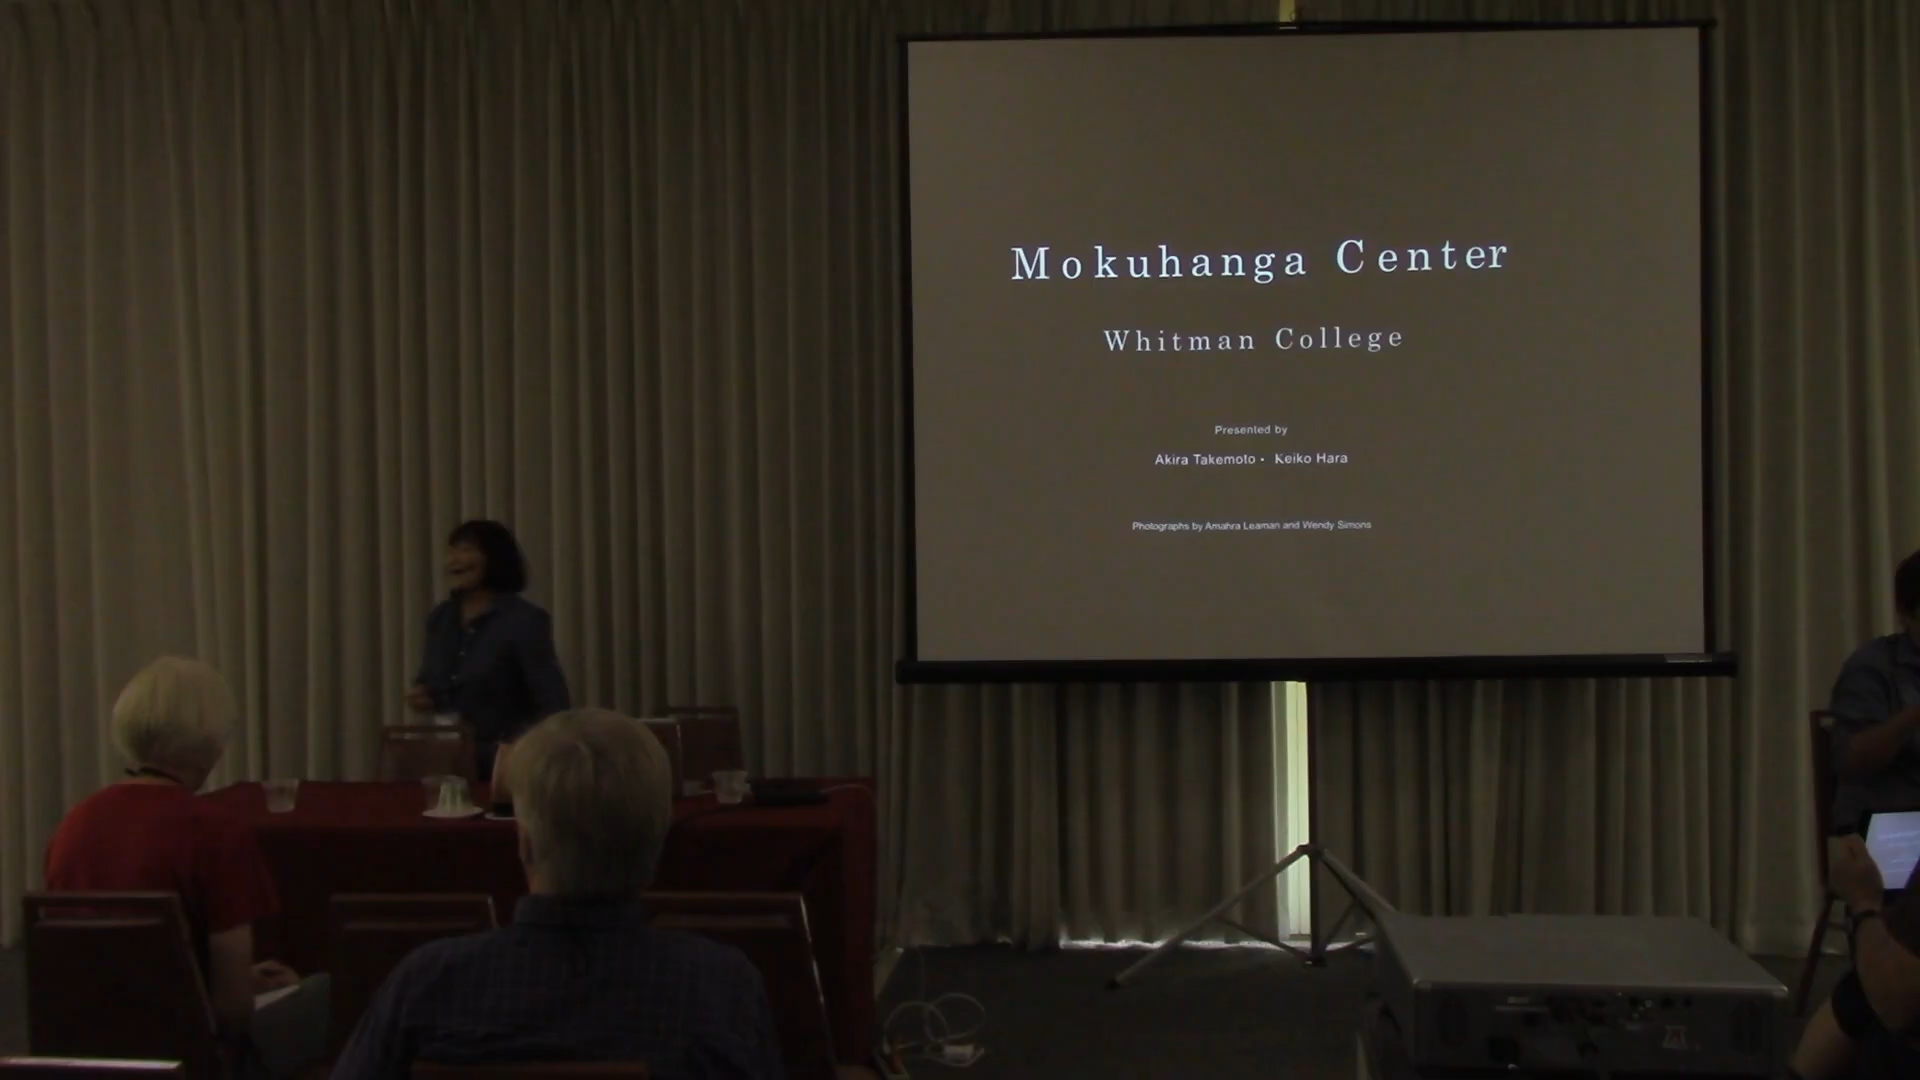 Mokuhanga Center
Whitman College
Presented by
Akira Takemoto • Keiko Hara
Photographs by Amahra Leaman and Wendy Simons